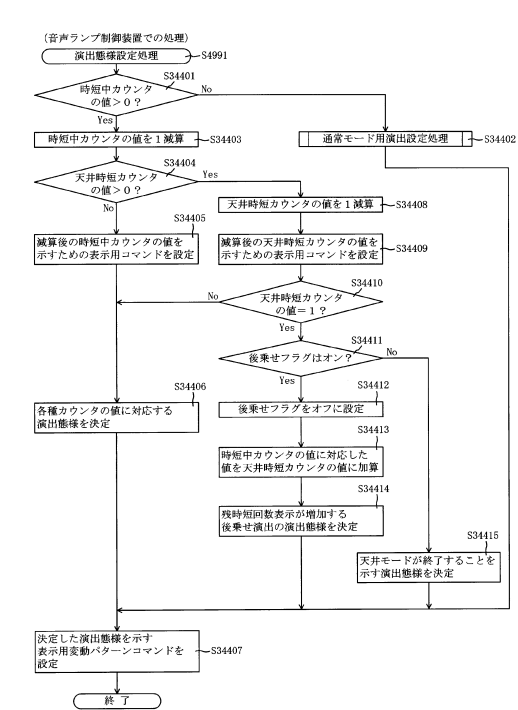 (音声ランプ制御装置での処理)
演出態様設定処理
S4991
S34401
時短中カウンタ
の値>0?
No
Yes
時短中カウンタの値を1減算
S34403
通常モード用演出設定処理
S34402
S34404
天井時短カウンタ
の値>0?
Yes
No
天井時短カウンタの値を1減算
S34408
S34405
減算後の時短中カウンタの値を
示すための表示用コマンドを設定
減算後の天井時短カウンタの値を
示すための表示用コマンドを設定
S34409
S34410
天井時短カウンタ
の値=1?
No
Yes
S34411
後乗せフラグはオン?
No
Yes
S34406
各種カウンタの値に対応する
演出態様を決定
S34412
後乗せフラグをオフに設定
S34413
時短中カウンタの値に対応した
値を天井時短カウンタの値に加算
S34414
残時短回数表示が増加する
後乗せ演出の演出態様を決定
S34415
天井モードが終了することを
示す演出態様を決定
決定した演出態様を示す
表示用変動パターンコマンドを
設定
S34407
終了